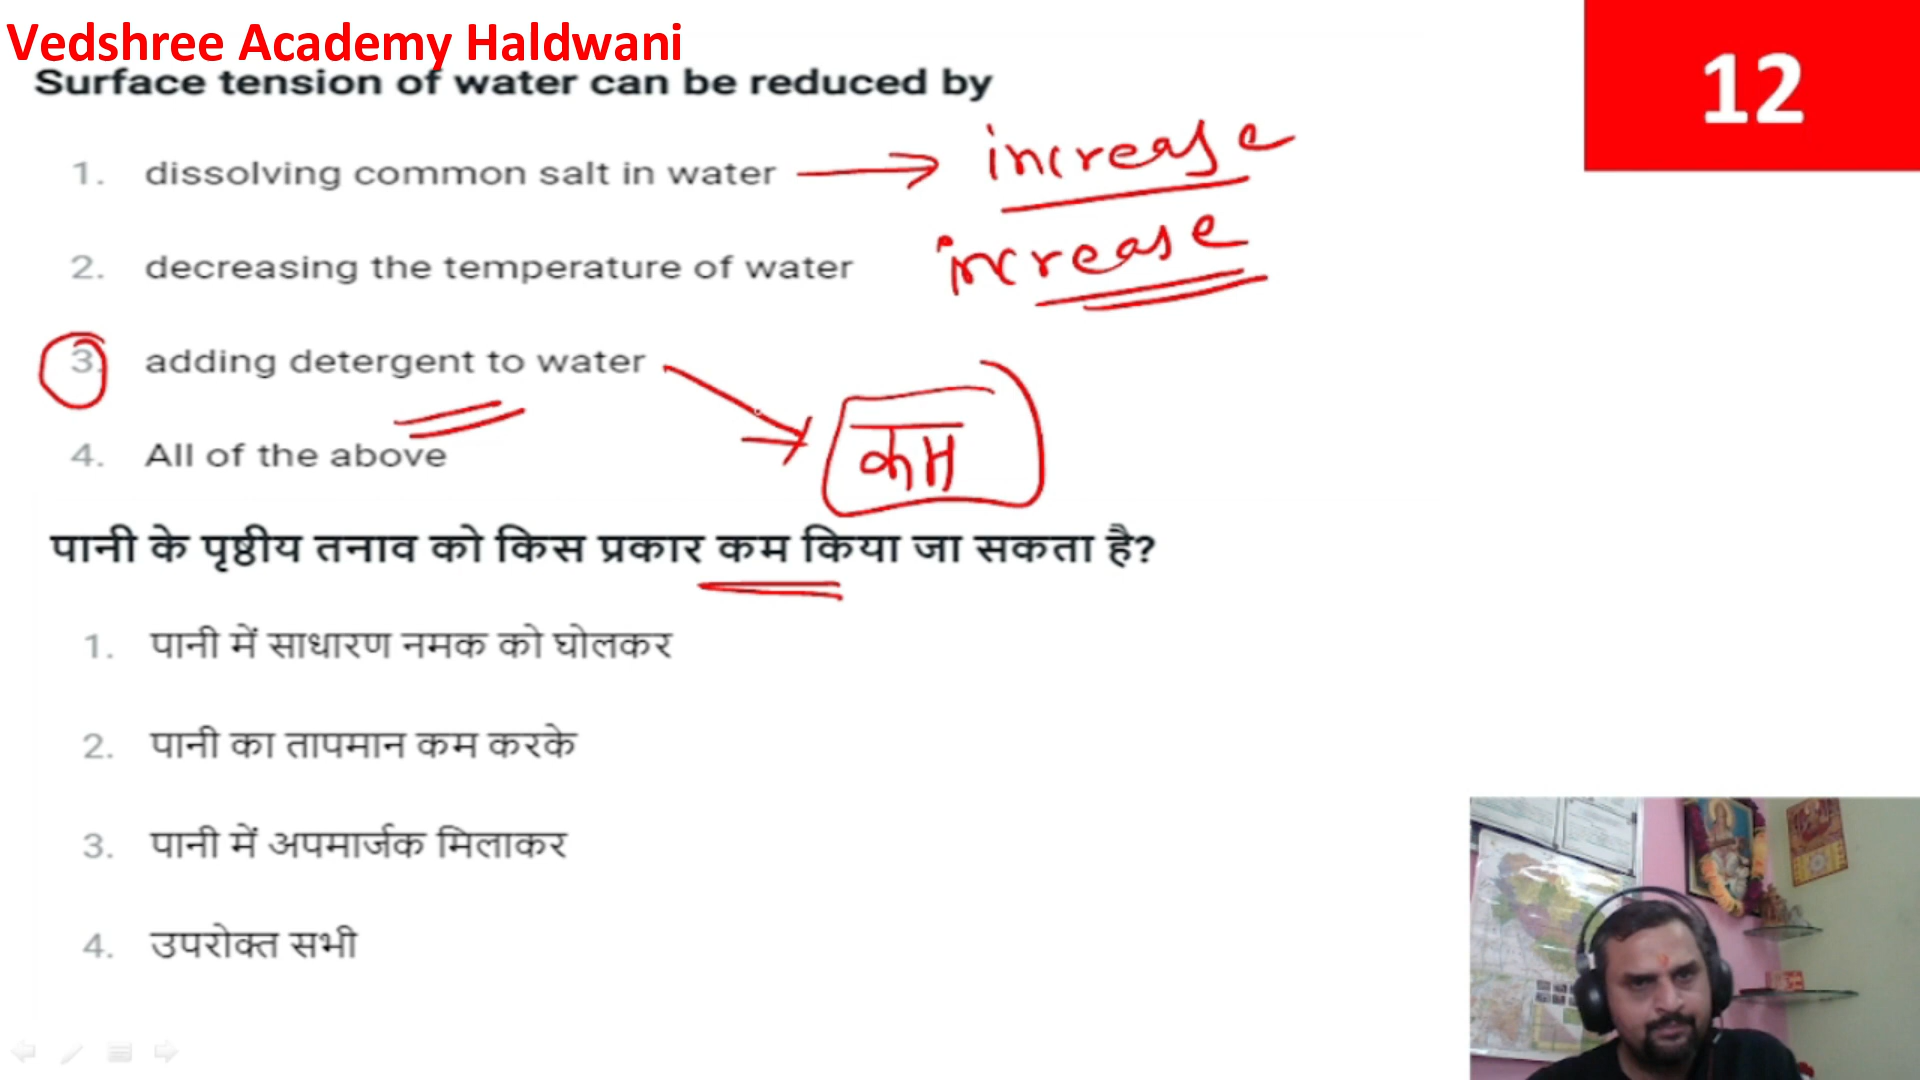 Vedshree Academy Haldwani
12
Surface tension of water can be reduced by
1. dissolving common salt in water → increase
2. decreasing the temperature of water increase
3. adding detergent to water → कम
4. All of the above
पानी के पृष्ठीय तनाव को किस प्रकार कम किया जा सकता है?
1. पानी में साधारण नमक को घोलकर
2. पानी का तापमान कम करके
3. पानी में अपमार्जक मिलाकर
4. उपरोक्त सभी